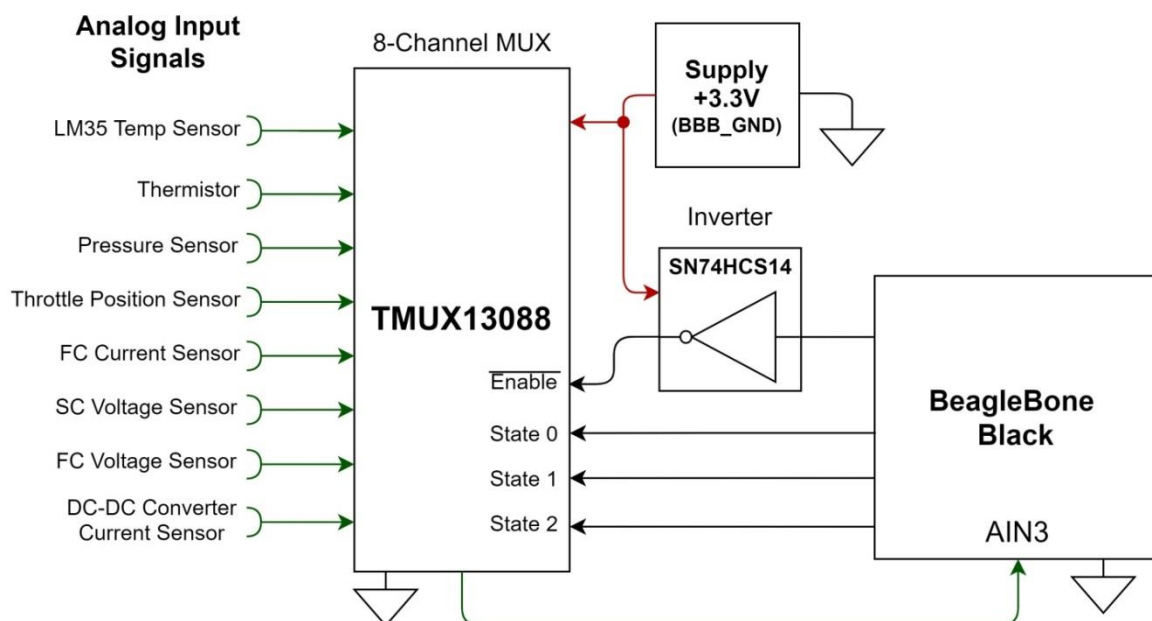 Analog Input
Signals
8-Channel MUX
LM35 Temp Sensor
Thermistor
Pressure Sensor
Throttle Position Sensor
FC Current Sensor
SC Voltage Sensor
FC Voltage Sensor
DC-DC Converter
Current Sensor
TMUX13088
Enable
State 0
State 1
State 2
Supply
+3.3V
(BBB_GND)
Inverter
SN74HCS14
BeagleBone
Black
AIN3